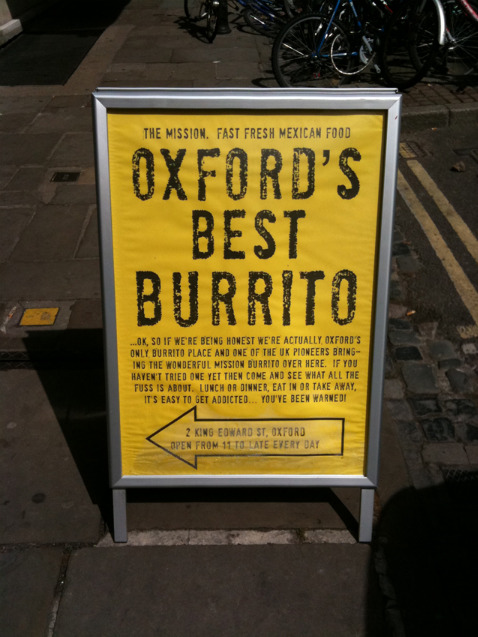 THE MISSION. FAST FRESH MEXICAN FOOD
OXFORD'S
BEST
BURRITO
...OK, SO IF WE'RE BEING HONEST WE'RE ACTUALLY OXFORD'S
ONLY BURRITO PLACE AND ONE OF THE UK PIONEERS BRING-
ING THE WONDERFUL MISSION BURRITO OVER HERE. IF YOU
HAVEN'T TRIED ONE YET THEN COME AND SEE WHAT ALL THE
FUSS IS ABOUT. LUNCH OR DINNER, EAT IN OR TAKE AWAY,
IT'S EASY TO GET ADDICTED... YOU'VE BEEN WARNED!
2 KING EDWARD ST, OXFORD
OPEN FROM 11 TO LATE EVERY DAY